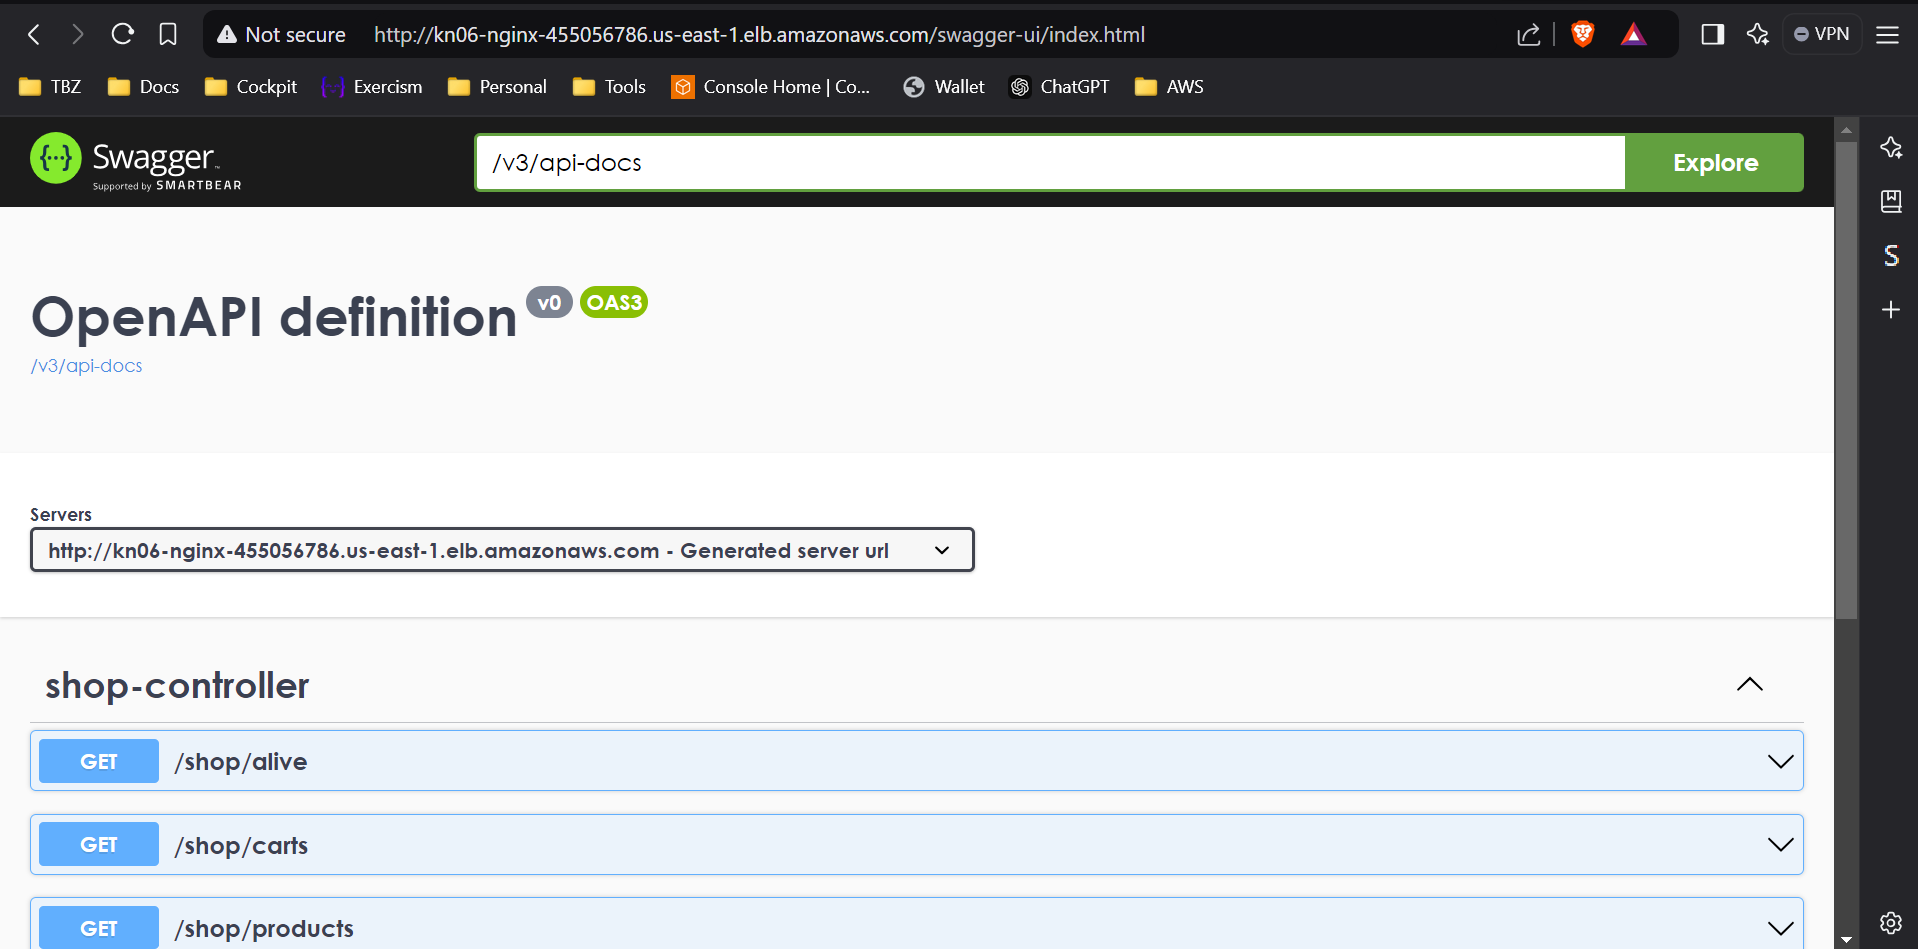 Not secure http://kn06-nginx-455056786.us-east-1.elb.amazonaws.com/swagger-ui/index.html VPN
TBZ Docs Cockpit Exercism Personal Tools Console Home | Co... Wallet ChatGPT AWS
Swagger™
Supported by SMARTBEAR
/v3/api-docs Explore
OpenAPI definition v0 OAS3
/v3/api-docs
Servers
http://kn06-nginx-455056786.us-east-1.elb.amazonaws.com - Generated server url
shop-controller
GET /shop/alive
GET /shop/carts
GET /shop/products
S